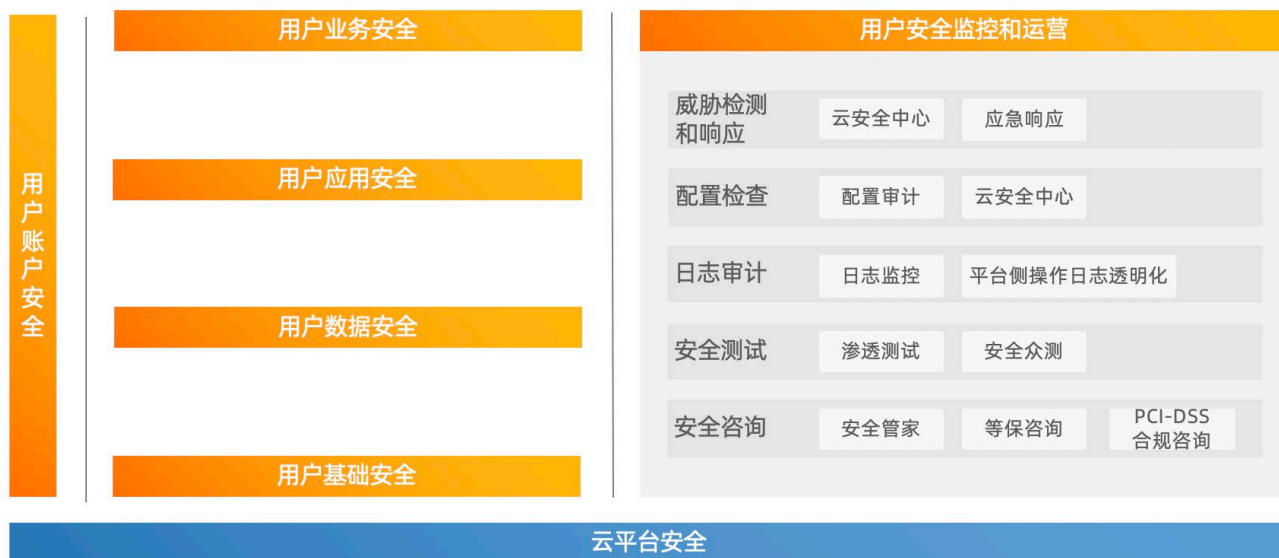 用户账户安全
用户业务安全
用户应用安全
用户数据安全
用户基础安全
用户安全监控和运营
威胁检测
和响应
云安全中心
应急响应
配置检查
配置审计
云安全中心
日志审计
日志监控
平台侧操作日志透明化
安全测试
渗透测试
安全众测
安全咨询
安全管家
等保咨询
PCI-DSS
合规咨询
云平台安全